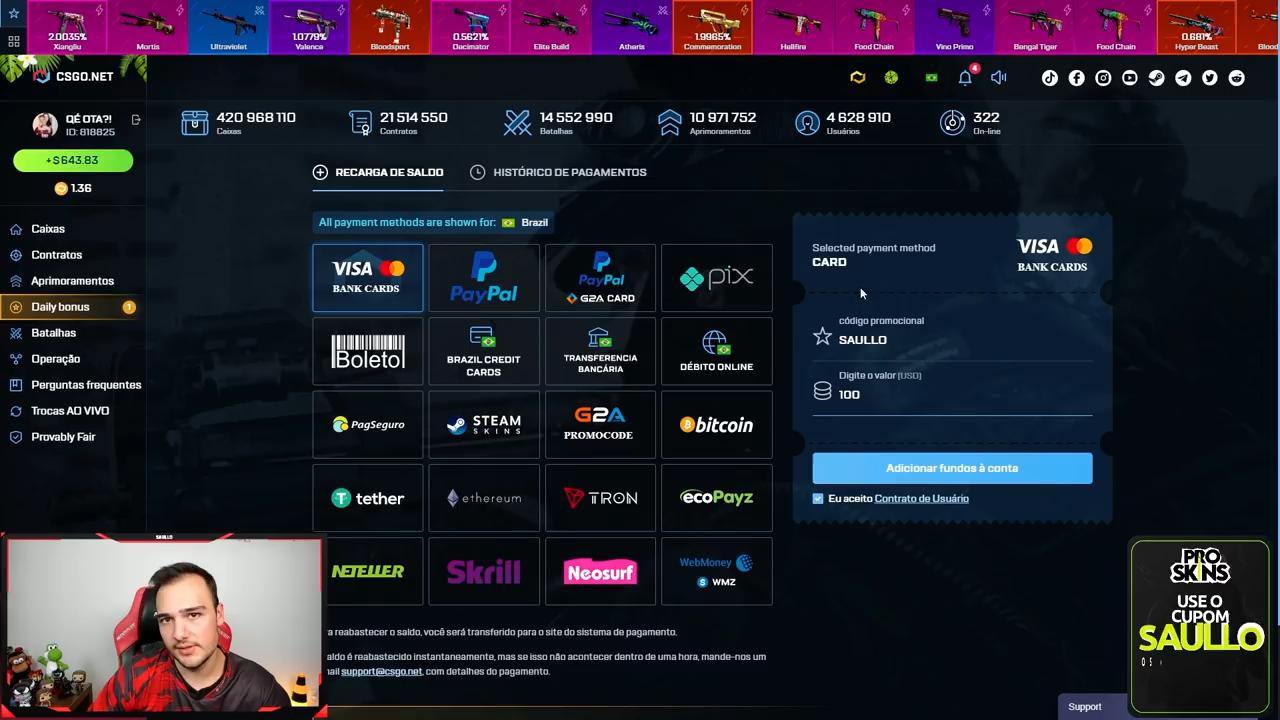 2.0035%
Xiangliu
Mortis
Ultraviolet
1.0779%
Valence
Bloodsport
0.5621%
Decimator
Elite Build
Atheris
1.9965%
Commemoration
Hellfire
Food Chain
Vino Primo
Bengal Tiger
Food Chain
0.681%
Hyper Beast
CSGO.NET
4
QÉ OTA?!
ID: 818825
+$643.83
1.36
420 968 110
Caixas
21 514 550
Contratos
14 552 990
Batalhas
10 971 752
Aprimoramentos
4 628 910
Usuários
322
On-line
Caixas
Contratos
Aprimoramentos
Daily bonus
1
Batalhas
Operação
Perguntas frequentes
Trocas AO VIVO
Provably Fair
RECARGA DE SALDO
HISTÓRICO DE PAGAMENTOS
All payment methods are shown for: Brazil
VISA
BANK CARDS
PayPal
PayPal
G2A CARD
pix
Boleto
BRAZIL CREDIT
CARDS
TRANSFERENCIA
BANCÁRIA
DÉBITO ONLINE
PagSeguro
STEAM
SKINS
G2A
PROMOCODE
bitcoin
tether
ethereum
TRON
ecoPayz
NETELLER
Skrill
Neosurf
WebMoney
WMZ
ra reabastecer o saldo, você será transferido para o site do sistema de pagamento.
aldo é reabastecido instantaneamente, mas se isso não acontecer dentro de uma hora, mande-nos um
ail support@csgo.net, com detalhes do pagamento.
Selected payment method
CARD
VISA
BANK CARDS
código promocional
SAULLO
Digite o valor (USD)
100
Adicionar fundos à conta
Eu aceito Contrato de Usuário
SAULLO
PRO
SKINS
USE O
CUPOM
SAULLO
OS
Support